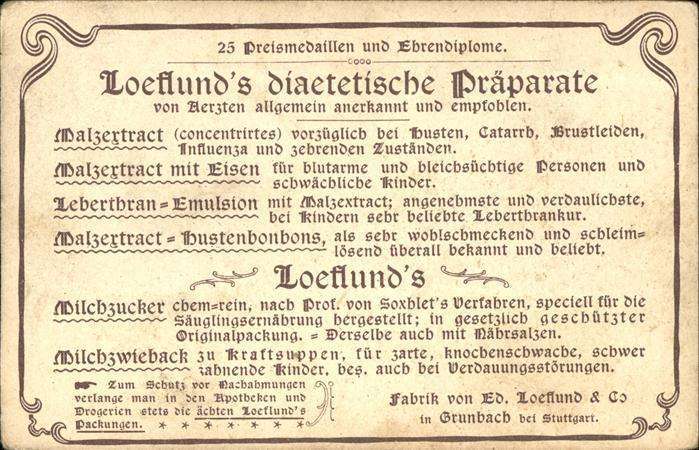 25 Preismedaillen und Ehrendiplome.
Loeflund's diaetetische Präparate
von Aerzten allgemein anerkannt und empfohlen.
Malzextract (concentrirtes) vorzüglich bei Husten, Catarrh, Brustleiden,
Influenza und zehrenden Zuständen.
Malzextract mit Eisen für blutarme und bleichsüchtige Personen und
schwächliche Kinder.
Leberthran=Emulsion mit Malzextract; angenehmste und verdaulichste,
bei Kindern sehr beliebte Leberthrankur.
Malzextract=Hustenbonbons, als sehr wohlschmeckend und schleim=
lösend überall bekannt und beliebt.
Loeflund's
Milchzucker chem=rein, nach Prof. von Soxhlet's Verfahren, speciell für die
Säuglingsernährung hergestellt; in gesetzlich geschützter
Originalpackung. = Derselbe auch mit Nährsalzen.
Milchzwieback zu Kraftsuppen, für zarte, knochenschwache, schwer
zahnende Kinder, bes. auch bei Verdauungsstörungen.
Zum Schutz vor Nachahmungen
verlange man in den Apotheken und
Drogerien stets die ächten Loeflund's
Packungen.
Fabrik von Ed. Loeflund & Co
in Grunbach bei Stuttgart.